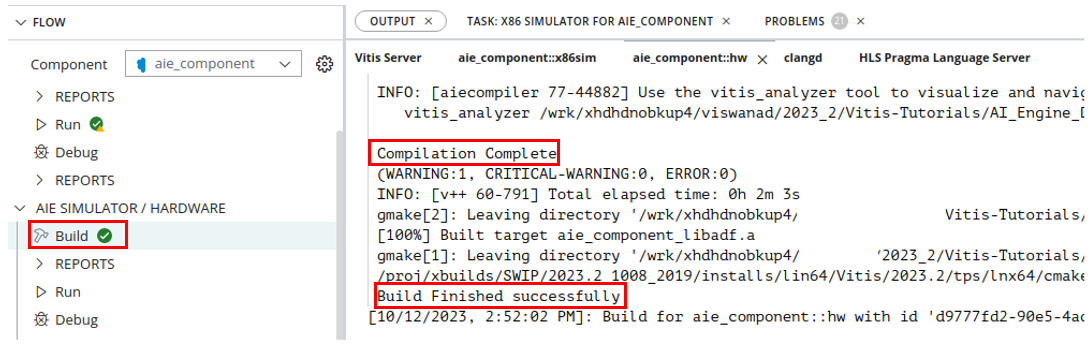 FLOW
Component aie_component
REPORTS
Run
Debug
REPORTS
AIE SIMULATOR / HARDWARE
Build
REPORTS
Run
Debug
OUTPUT × TASK: X86 SIMULATOR FOR AIE_COMPONENT × PROBLEMS 21 ×
Vitis Server aie_component::x86sim aie_component::hw × clangd HLS Pragma Language Server
INFO: [aiecompiler 77-44882] Use the vitis_analyzer tool to visualize and navig
vitis_analyzer /wrk/xhdhdnobkup4/viswanad/2023_2/Vitis-Tutorials/AI_Engine_D
Compilation Complete
(WARNING:1, CRITICAL-WARNING:0, ERROR:0)
INFO: [v++ 60-791] Total elapsed time: 0h 2m 3s
gmake[2]: Leaving directory '/wrk/xhdhdnobkup4/ Vitis-Tutorials/
[100%] Built target aie_component_libadf.a
gmake[1]: Leaving directory '/wrk/xhdhdnobkup4/ 2023_2/Vitis-Tutorials/
/proj/xbuilds/SWIP/2023.2_1008_2019/installs/lin64/Vitis/2023.2/tps/lnx64/cmake
Build Finished successfully
[10/12/2023, 2:52:02 PM]: Build for aie_component::hw with id 'd9777fd2-90e5-4ad